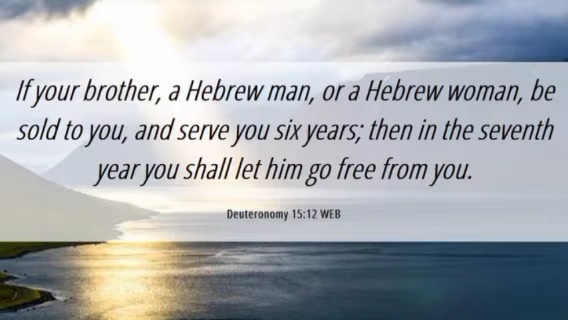 If your brother, a Hebrew man, or a Hebrew woman, be
sold to you, and serve you six years; then in the seventh
year you shall let him go free from you.
Deuteronomy 15:12 WEB